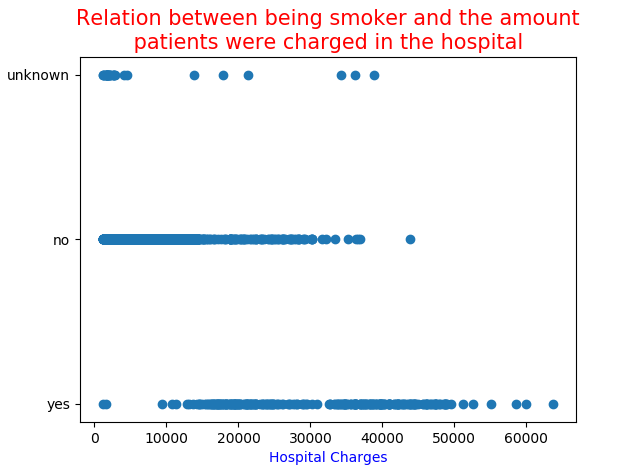 Relation between being smoker and the amount
patients were charged in the hospital
unknown
no
yes
0 10000 20000 30000 40000 50000 60000
Hospital Charges